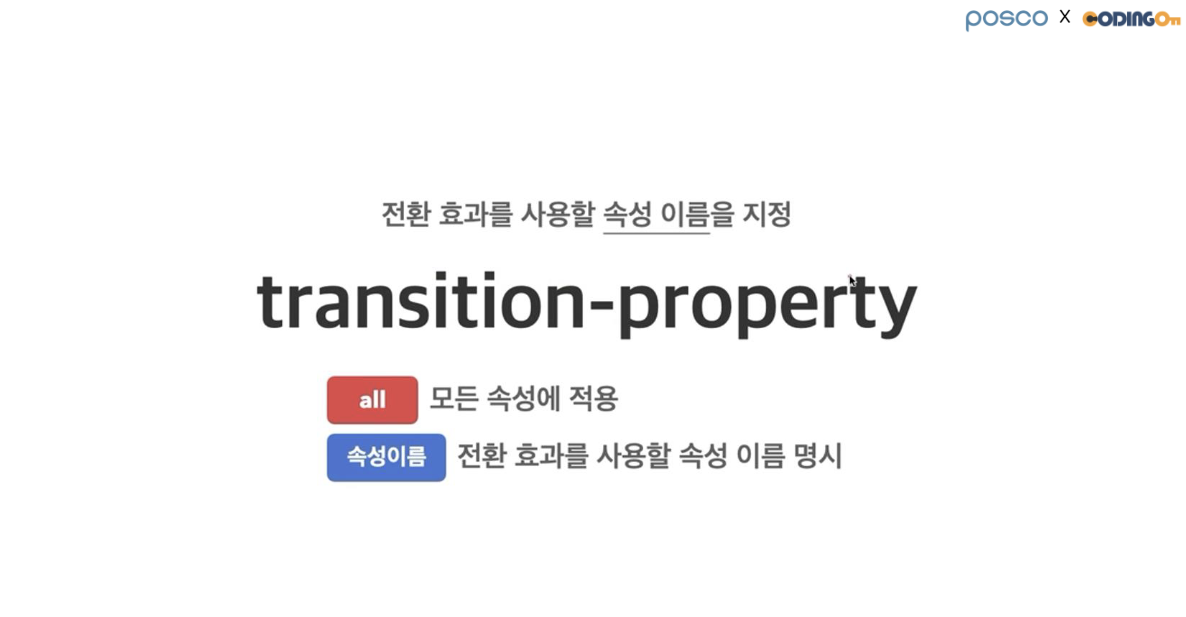 posco X CODINGOn
전환 효과를 사용할 속성 이름을 지정
transition-property
all 모든 속성에 적용
속성이름 전환 효과를 사용할 속성 이름 명시